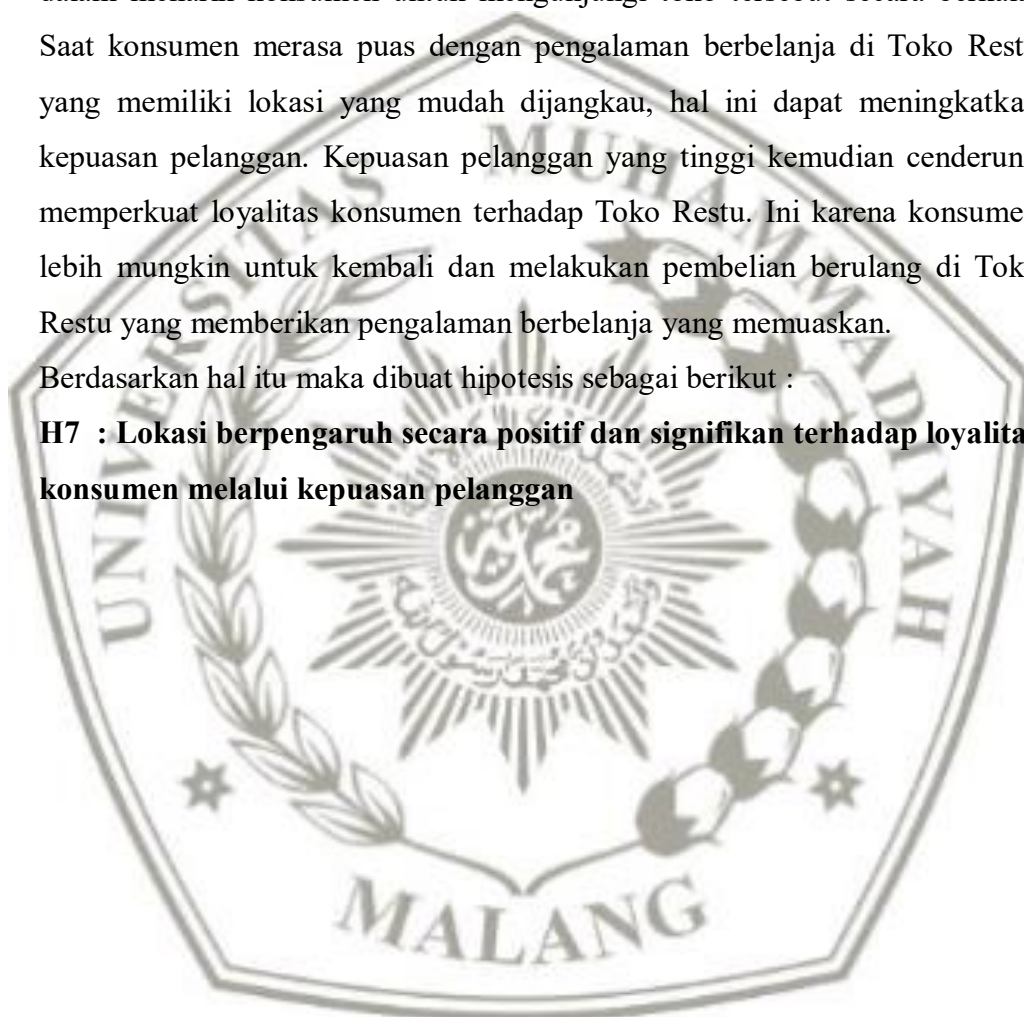 Saat konsumen merasa puas dengan pengalaman berbelanja di Toko Rest
yang memiliki lokasi yang mudah dijangkau, hal ini dapat meningkatka
kepuasan pelanggan. Kepuasan pelanggan yang tinggi kemudian cenderun
memperkuat loyalitas konsumen terhadap Toko Restu. Ini karena konsume
lebih mungkin untuk kembali dan melakukan pembelian berulang di Tok
Restu yang memberikan pengalaman berbelanja yang memuaskan.
Berdasarkan hal itu maka dibuat hipotesis sebagai berikut :
H7 : Lokasi berpengaruh secara positif dan signifikan terhadap loyalita
konsumen melalui kepuasan pelanggan
UNIVERSITAS MUHAMMADIYAH
MALANG